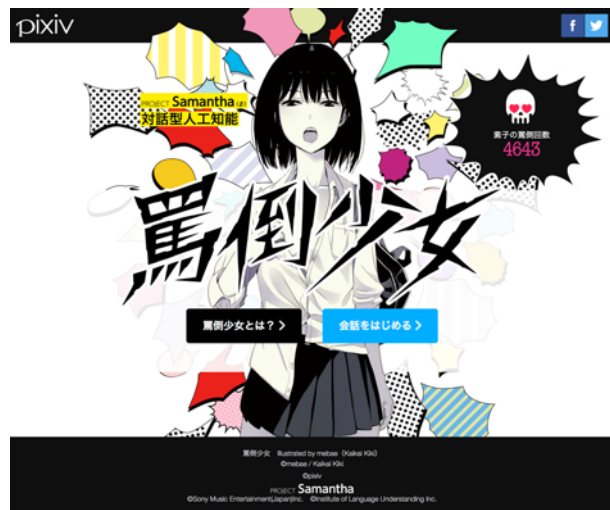 pixiv
PROJECT Samantha (β)
対話型人工知能
素子の罵倒回数
4643
罵倒少女
罵倒少女とは？
会話をはじめる
罵倒少女 Illustrated by mebae（Kaikai Kiki）
©mebae / Kaikai Kiki
©pixiv
PROJECT Samantha
©Sony Music Entertainment(Japan)Inc. ©Institute of Language Understanding Inc.